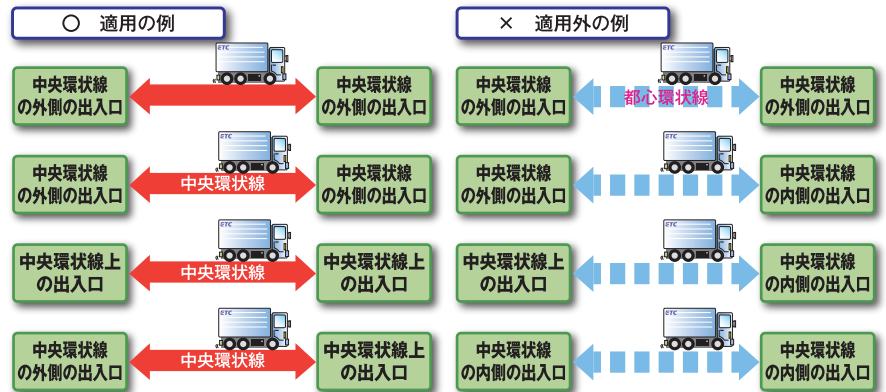 ○ 適用の例
ETC
中央環状線
の外側の出入口
中央環状線
の外側の出入口
ETC
中央環状線
の外側の出入口
中央環状線
中央環状線
の外側の出入口
ETC
中央環状線上
の出入口
中央環状線
中央環状線上
の出入口
ETC
中央環状線
の外側の出入口
中央環状線
中央環状線上
の出入口
× 適用外の例
ETC
中央環状線
の外側の出入口
都心環状線
中央環状線
の外側の出入口
ETC
中央環状線
の外側の出入口
中央環状線
の内側の出入口
ETC
中央環状線上
の出入口
中央環状線
の内側の出入口
ETC
中央環状線
の内側の出入口
中央環状線
の内側の出入口